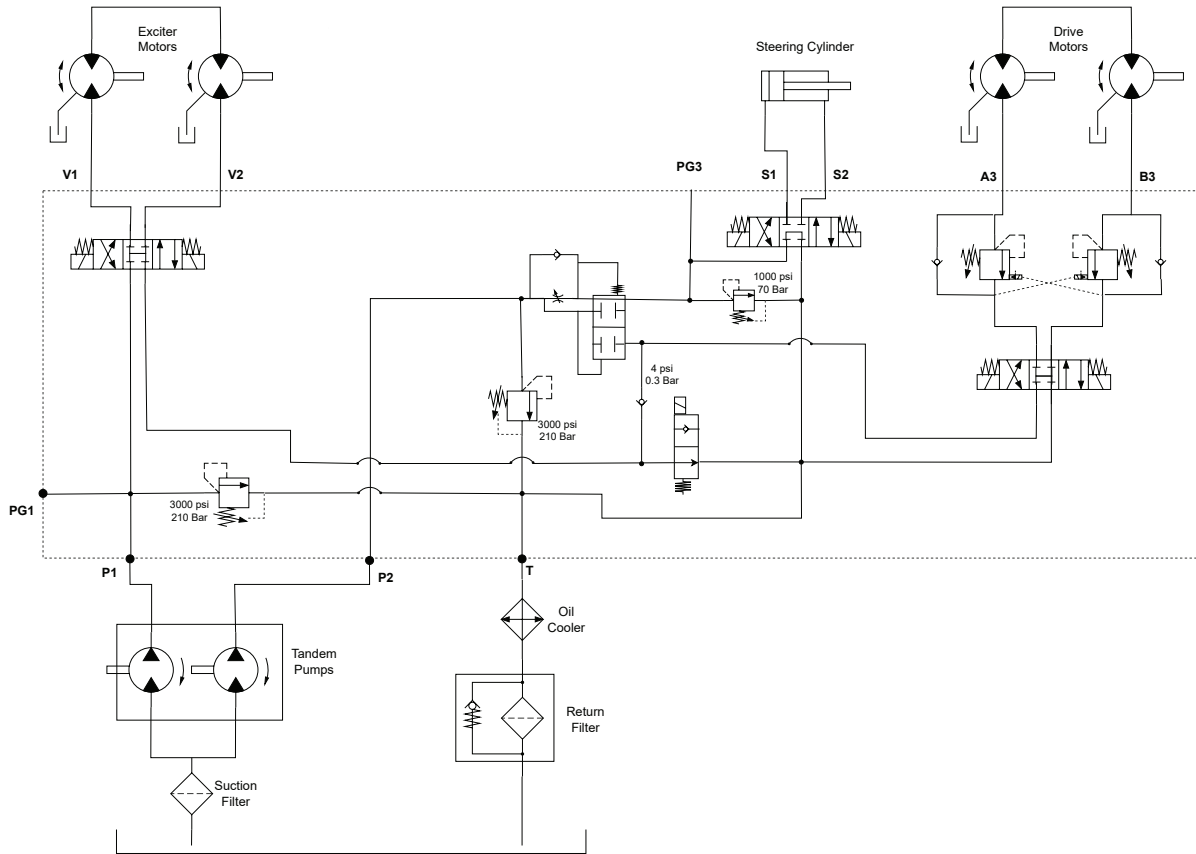 Exciter
Motors
Steering Cylinder
Drive
Motors
V1
V2
PG3
S1
S2
A3
B3
1000 psi
70 Bar
4 psi
0.3 Bar
3000 psi
210 Bar
3000 psi
210 Bar
PG1
P1
P2
T
Oil
Cooler
Tandem
Pumps
Return
Filter
Suction
Filter